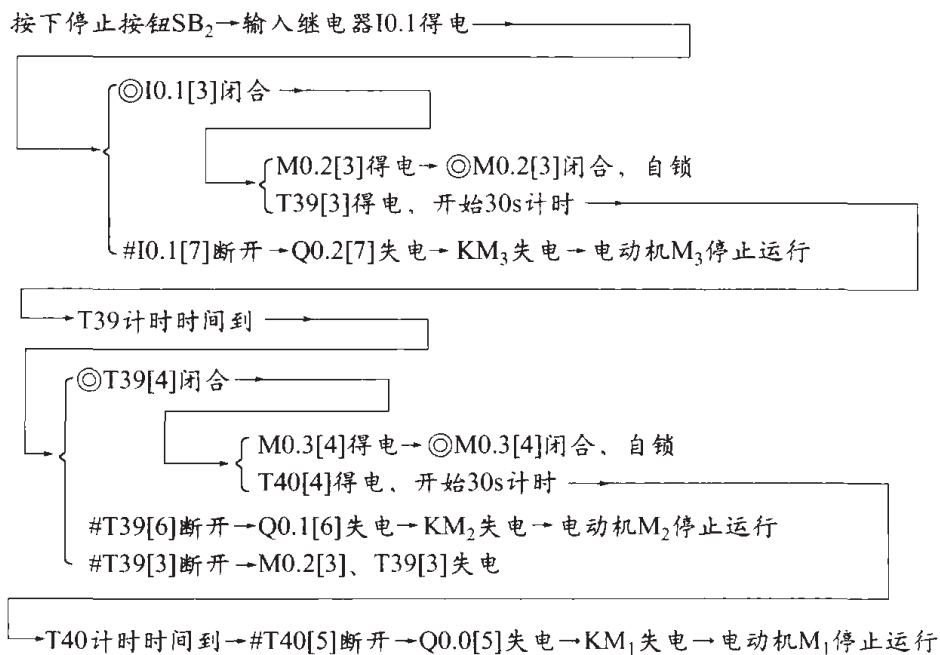 按下停止按钮SB₂→输入继电器I0.1得电
◎I0.1[3]闭合→
M0.2[3]得电→◎M0.2[3]闭合、自锁
T39[3]得电、开始30s计时
#I0.1[7]断开→Q0.2[7]失电→KM₃失电→电动机M₃停止运行
T39计时时间到
◎T39[4]闭合
M0.3[4]得电→◎M0.3[4]闭合、自锁
T40[4]得电、开始30s计时
#T39[6]断开→Q0.1[6]失电→KM₂失电→电动机M₂停止运行
#T39[3]断开→M0.2[3]、T39[3]失电
T40计时时间到→#T40[5]断开→Q0.0[5]失电→KM₁失电→电动机M₁停止运行